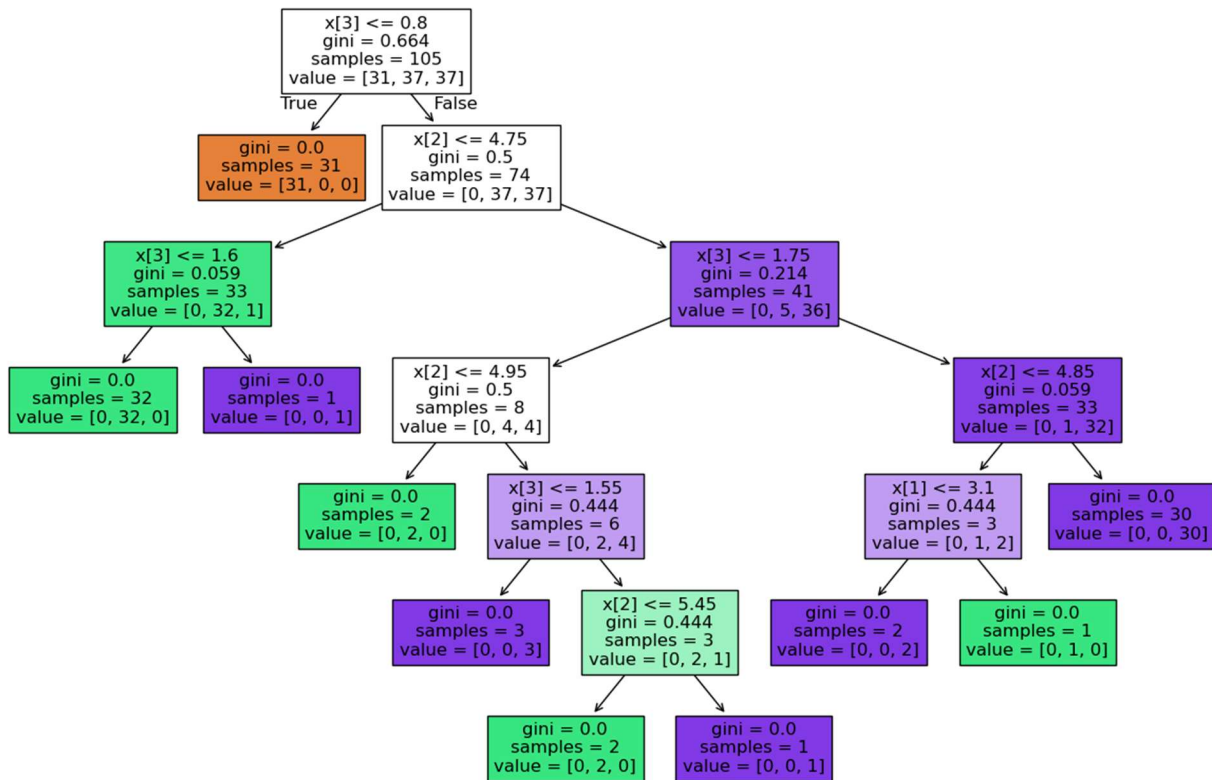 x[3] <= 0.8
gini = 0.664
samples = 105
value = [31, 37, 37]
True
False
gini = 0.0
samples = 31
value = [31, 0, 0]
x[2] <= 4.75
gini = 0.5
samples = 74
value = [0, 37, 37]
x[3] <= 1.6
gini = 0.059
samples = 33
value = [0, 32, 1]
x[3] <= 1.75
gini = 0.214
samples = 41
value = [0, 5, 36]
gini = 0.0
samples = 32
value = [0, 32, 0]
gini = 0.0
samples = 1
value = [0, 0, 1]
x[2] <= 4.95
gini = 0.5
samples = 8
value = [0, 4, 4]
x[2] <= 4.85
gini = 0.059
samples = 33
value = [0, 1, 32]
gini = 0.0
samples = 2
value = [0, 2, 0]
x[3] <= 1.55
gini = 0.444
samples = 6
value = [0, 2, 4]
x[1] <= 3.1
gini = 0.444
samples = 3
value = [0, 1, 2]
gini = 0.0
samples = 30
value = [0, 0, 30]
gini = 0.0
samples = 3
value = [0, 0, 3]
x[2] <= 5.45
gini = 0.444
samples = 3
value = [0, 2, 1]
gini = 0.0
samples = 2
value = [0, 0, 2]
gini = 0.0
samples = 1
value = [0, 1, 0]
gini = 0.0
samples = 2
value = [0, 2, 0]
gini = 0.0
samples = 1
value = [0, 0, 1]